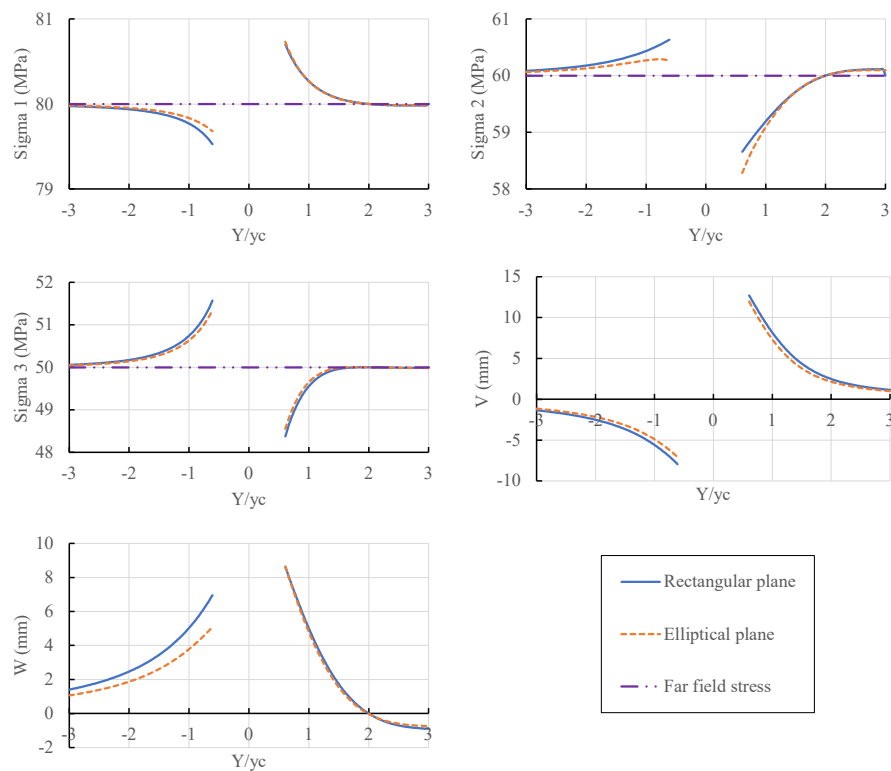 Sigma 1 (MPa)
81
80
79
-3 -2 -1 0 1 2 3
Y/yc
Sigma 2 (MPa)
61
60
59
58
-3 -2 -1 0 1 2 3
Y/yc
Sigma 3 (MPa)
52
51
50
49
48
-3 -2 -1 0 1 2 3
Y/yc
V (mm)
15
10
5
0
-5
-10
-3 -2 -1 0 1 2 3
Y/yc
W (mm)
10
8
6
4
2
0
-2
-3 -2 -1 0 1 2 3
Y/yc
Rectangular plane
Elliptical plane
Far field stress